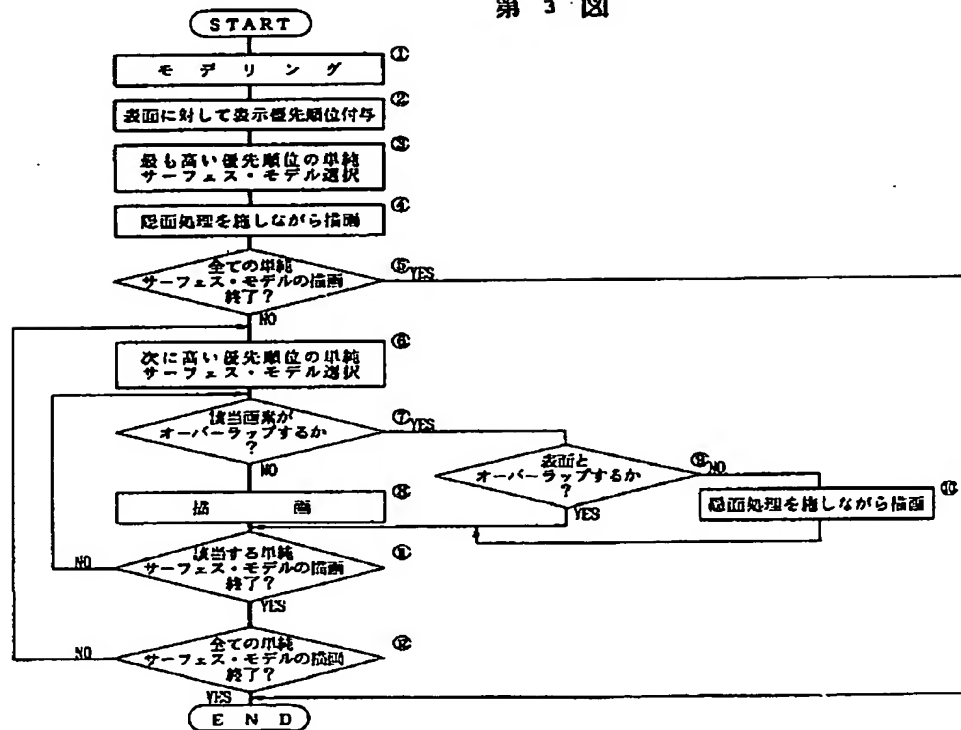 第 3 図
START
①
モデリング
②
表面に対して表示優先順位付与
③
最も高い優先順位の単純
サーフェス・モデル選択
④
隠面処理を施しながら描画
⑤
全ての単純
サーフェス・モデルの描画
終了?
YES
NO
⑥
次に高い優先順位の単純
サーフェス・モデル選択
⑦
該当画素が
オーバーラップするか
?
YES
NO
⑨
表面と
オーバーラップするか
?
NO
YES
⑧
描画
⑩
隠面処理を施しながら描画
⑪
該当する単純
サーフェス・モデルの描画
終了?
NO
YES
⑫
全ての単純
サーフェス・モデルの描画
終了?
NO
YES
END